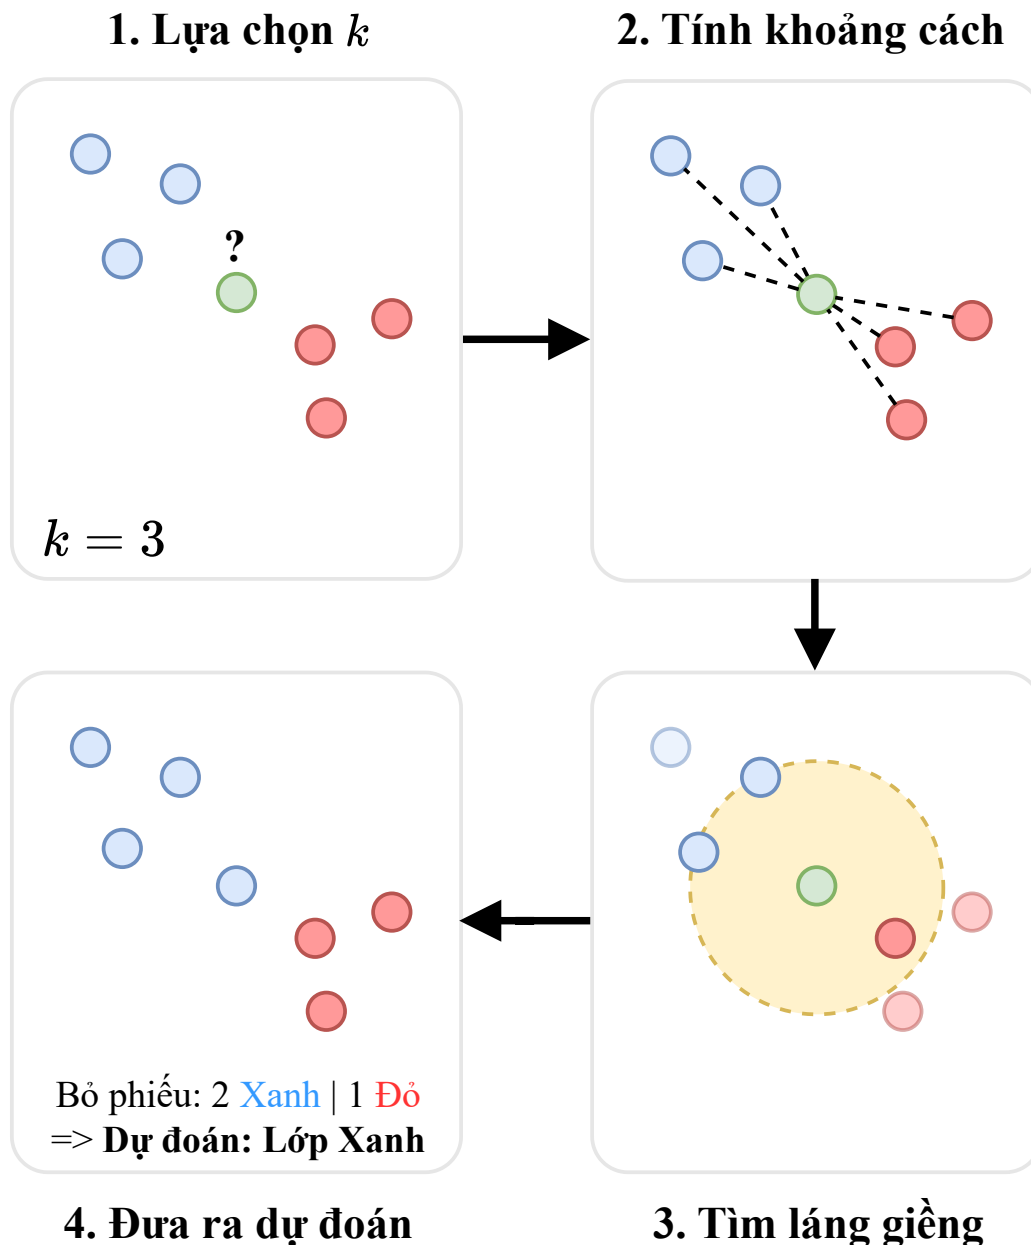 1. Lựa chọn k
2. Tính khoảng cách
?
k = 3
Bỏ phiếu: 2 Xanh | 1 Đỏ
=> Dự đoán: Lớp Xanh
4. Đưa ra dự đoán
3. Tìm láng giềng